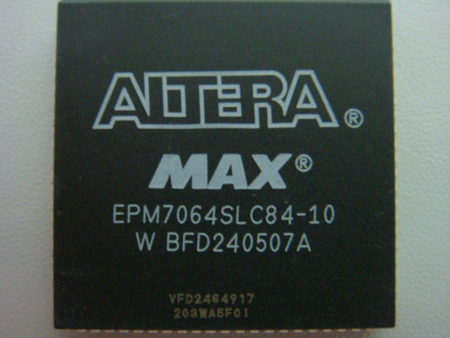 ALTERA®
MAX®
EPM7064SLC84-10
W BFD240507A
VFD2464917
203WA5F01